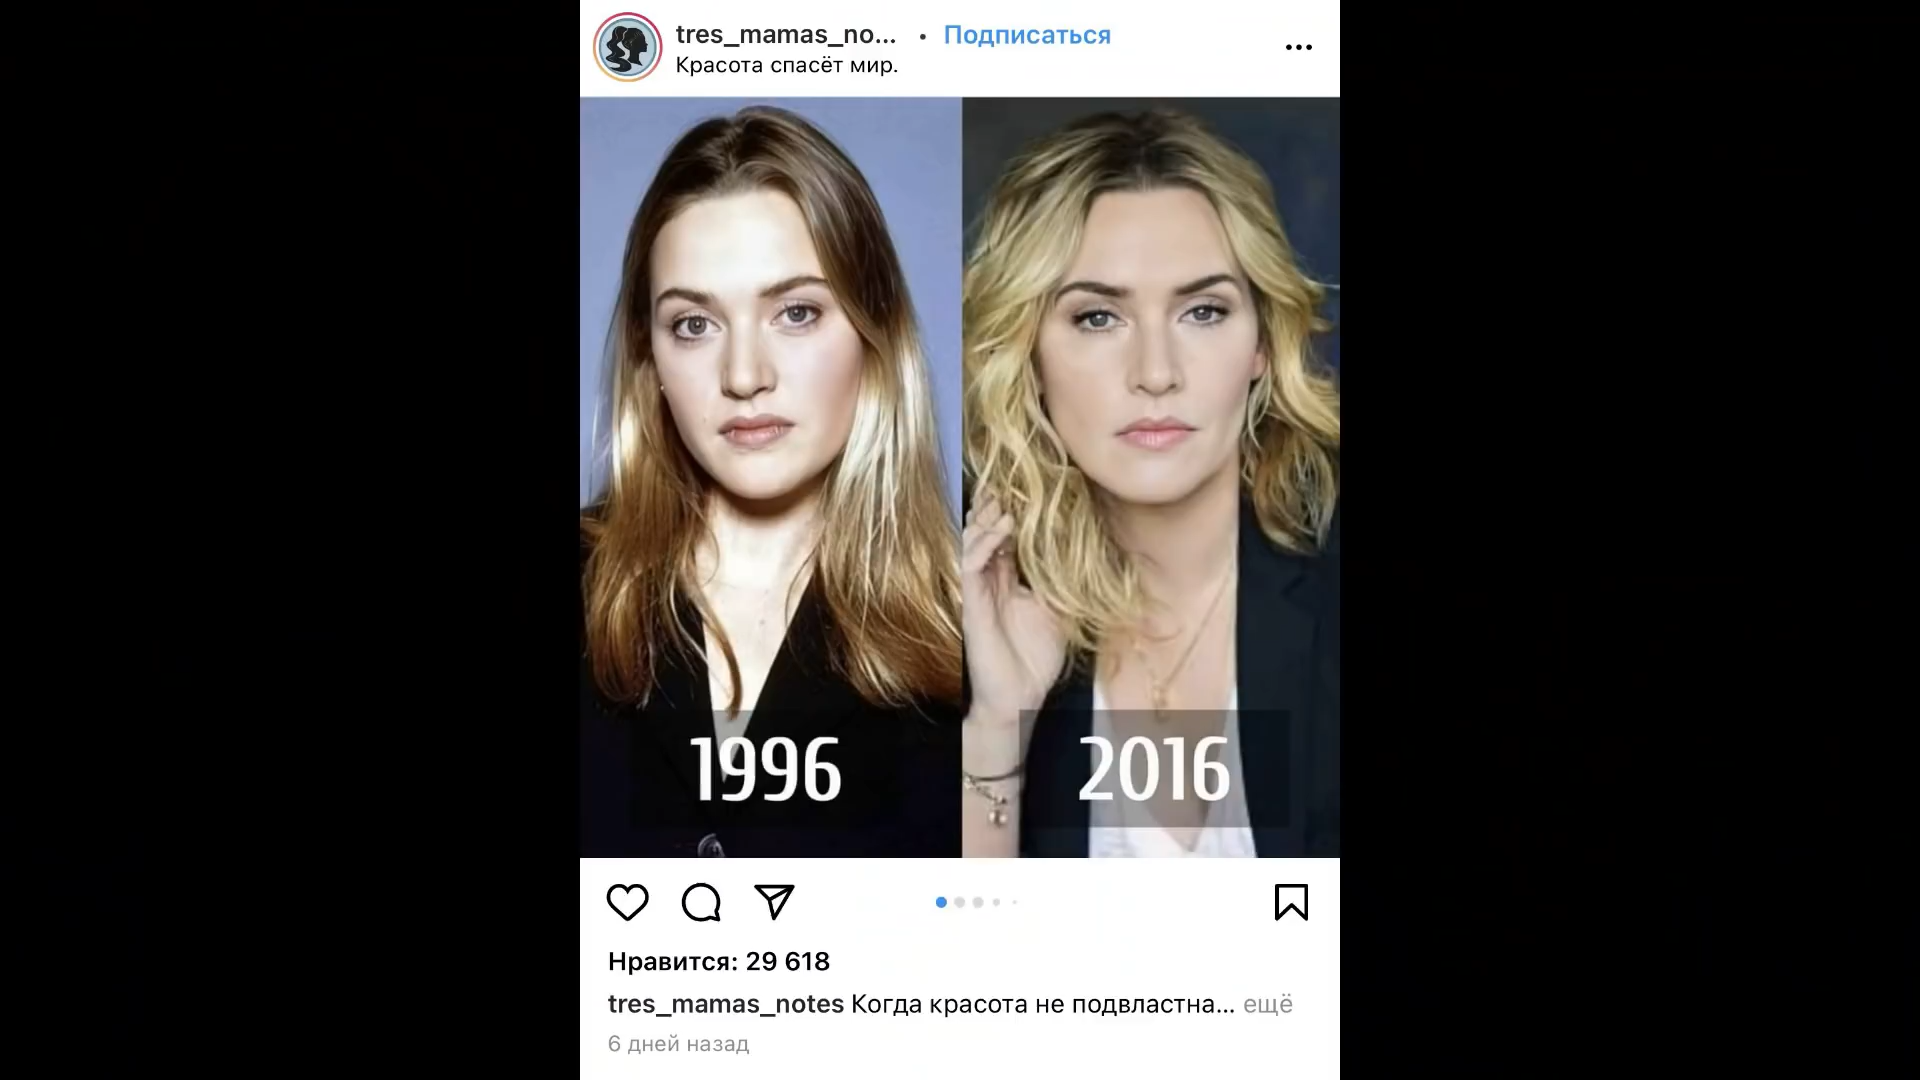 tres_mamas_no... • Подписаться
Красота спасёт мир.
1996
2016
Нравится: 29 618
tres_mamas_notes Когда красота не подвластна... ещё
6 дней назад